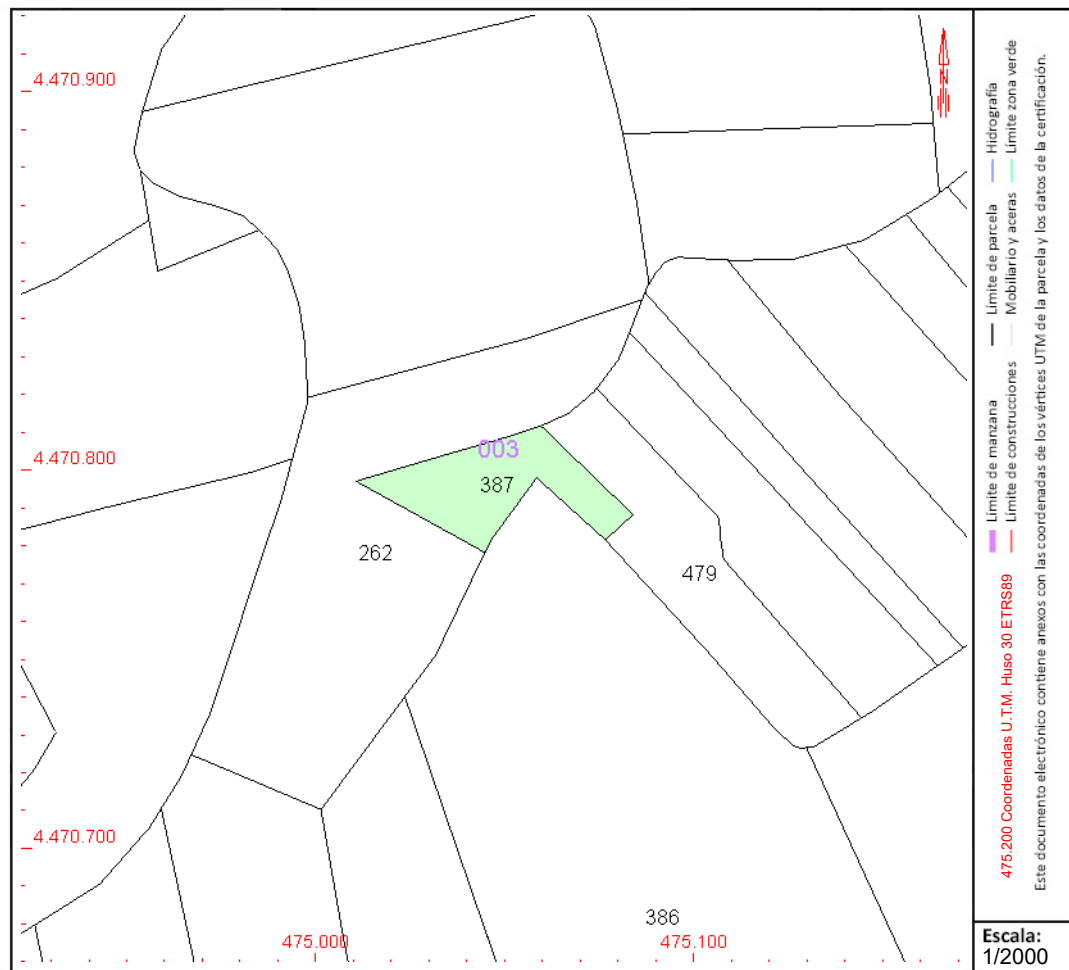 4.470.900
4.470.800
003
387
262
479
4.470.700
386
475.000
475.100
N
Hidrografía
Límite zona verde
Límite de parcela
Mobiliario y aceras
Límite de manzana
Límite de construcciones
475.200 Coordenadas U.T.M. Huso 30 ETRS89
Este documento electrónico contiene anexos con las coordenadas de los vértices UTM de la parcela y los datos de la certificación.
Escala:
1/2000